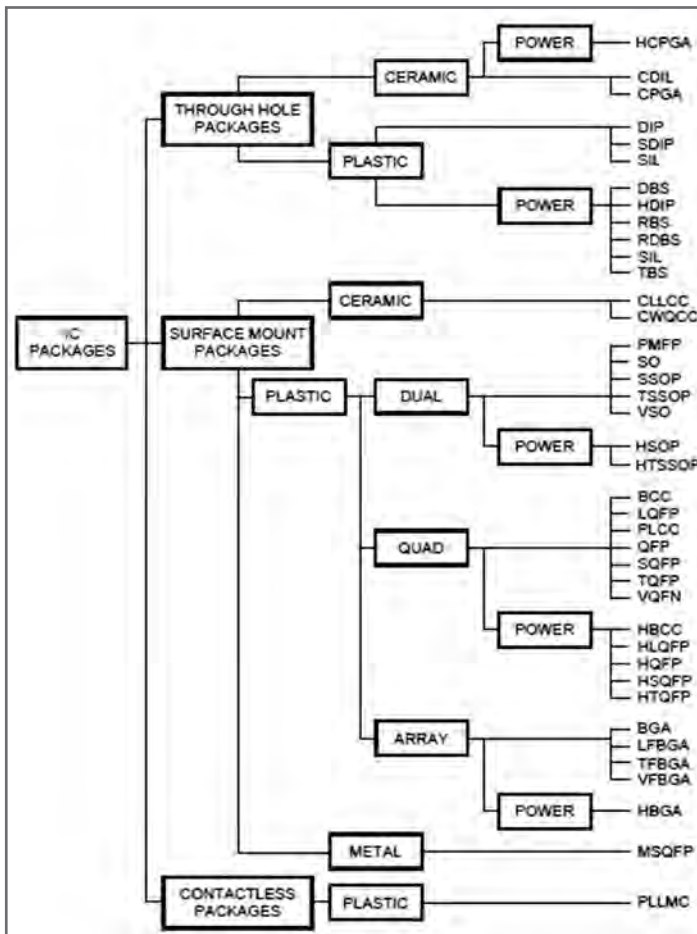 POWER
HCPGA
CERAMIC
CDIL
CPGA
THROUGH HOLE
PACKAGES
DIP
SDIP
SIL
PLASTIC
DBS
HDIP
POWER
RBS
RDBS
SIL
TBS
CERAMIC
CLLCC
CWQCC
IC
PACKAGES
SURFACE MOUNT
PACKAGES
PMFP
SO
SSOP
TSSOP
VSO
PLASTIC
DUAL
POWER
HSOP
HTSSOP
BCC
LQFP
PLCC
QFP
SQFP
TQFP
VQFN
QUAD
POWER
HBCC
HLQFP
HQFP
HSQFP
HTQFP
ARRAY
BGA
LFBGA
TFBGA
VFBGA
POWER
HBGA
METAL
MSQFP
CONTACTLESS
PACKAGES
PLASTIC
PLLMC